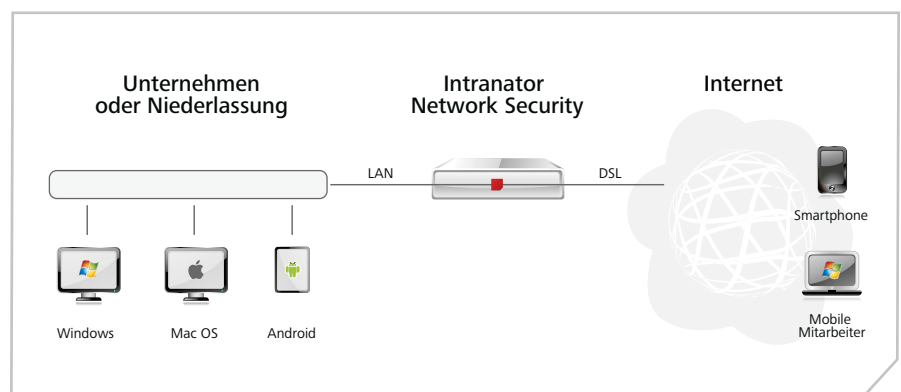 Unternehmen
oder Niederlassung
Intranator
Network Security
Internet
LAN
DSL
Smartphone
Windows
Mac OS
Android
Mobile
Mitarbeiter